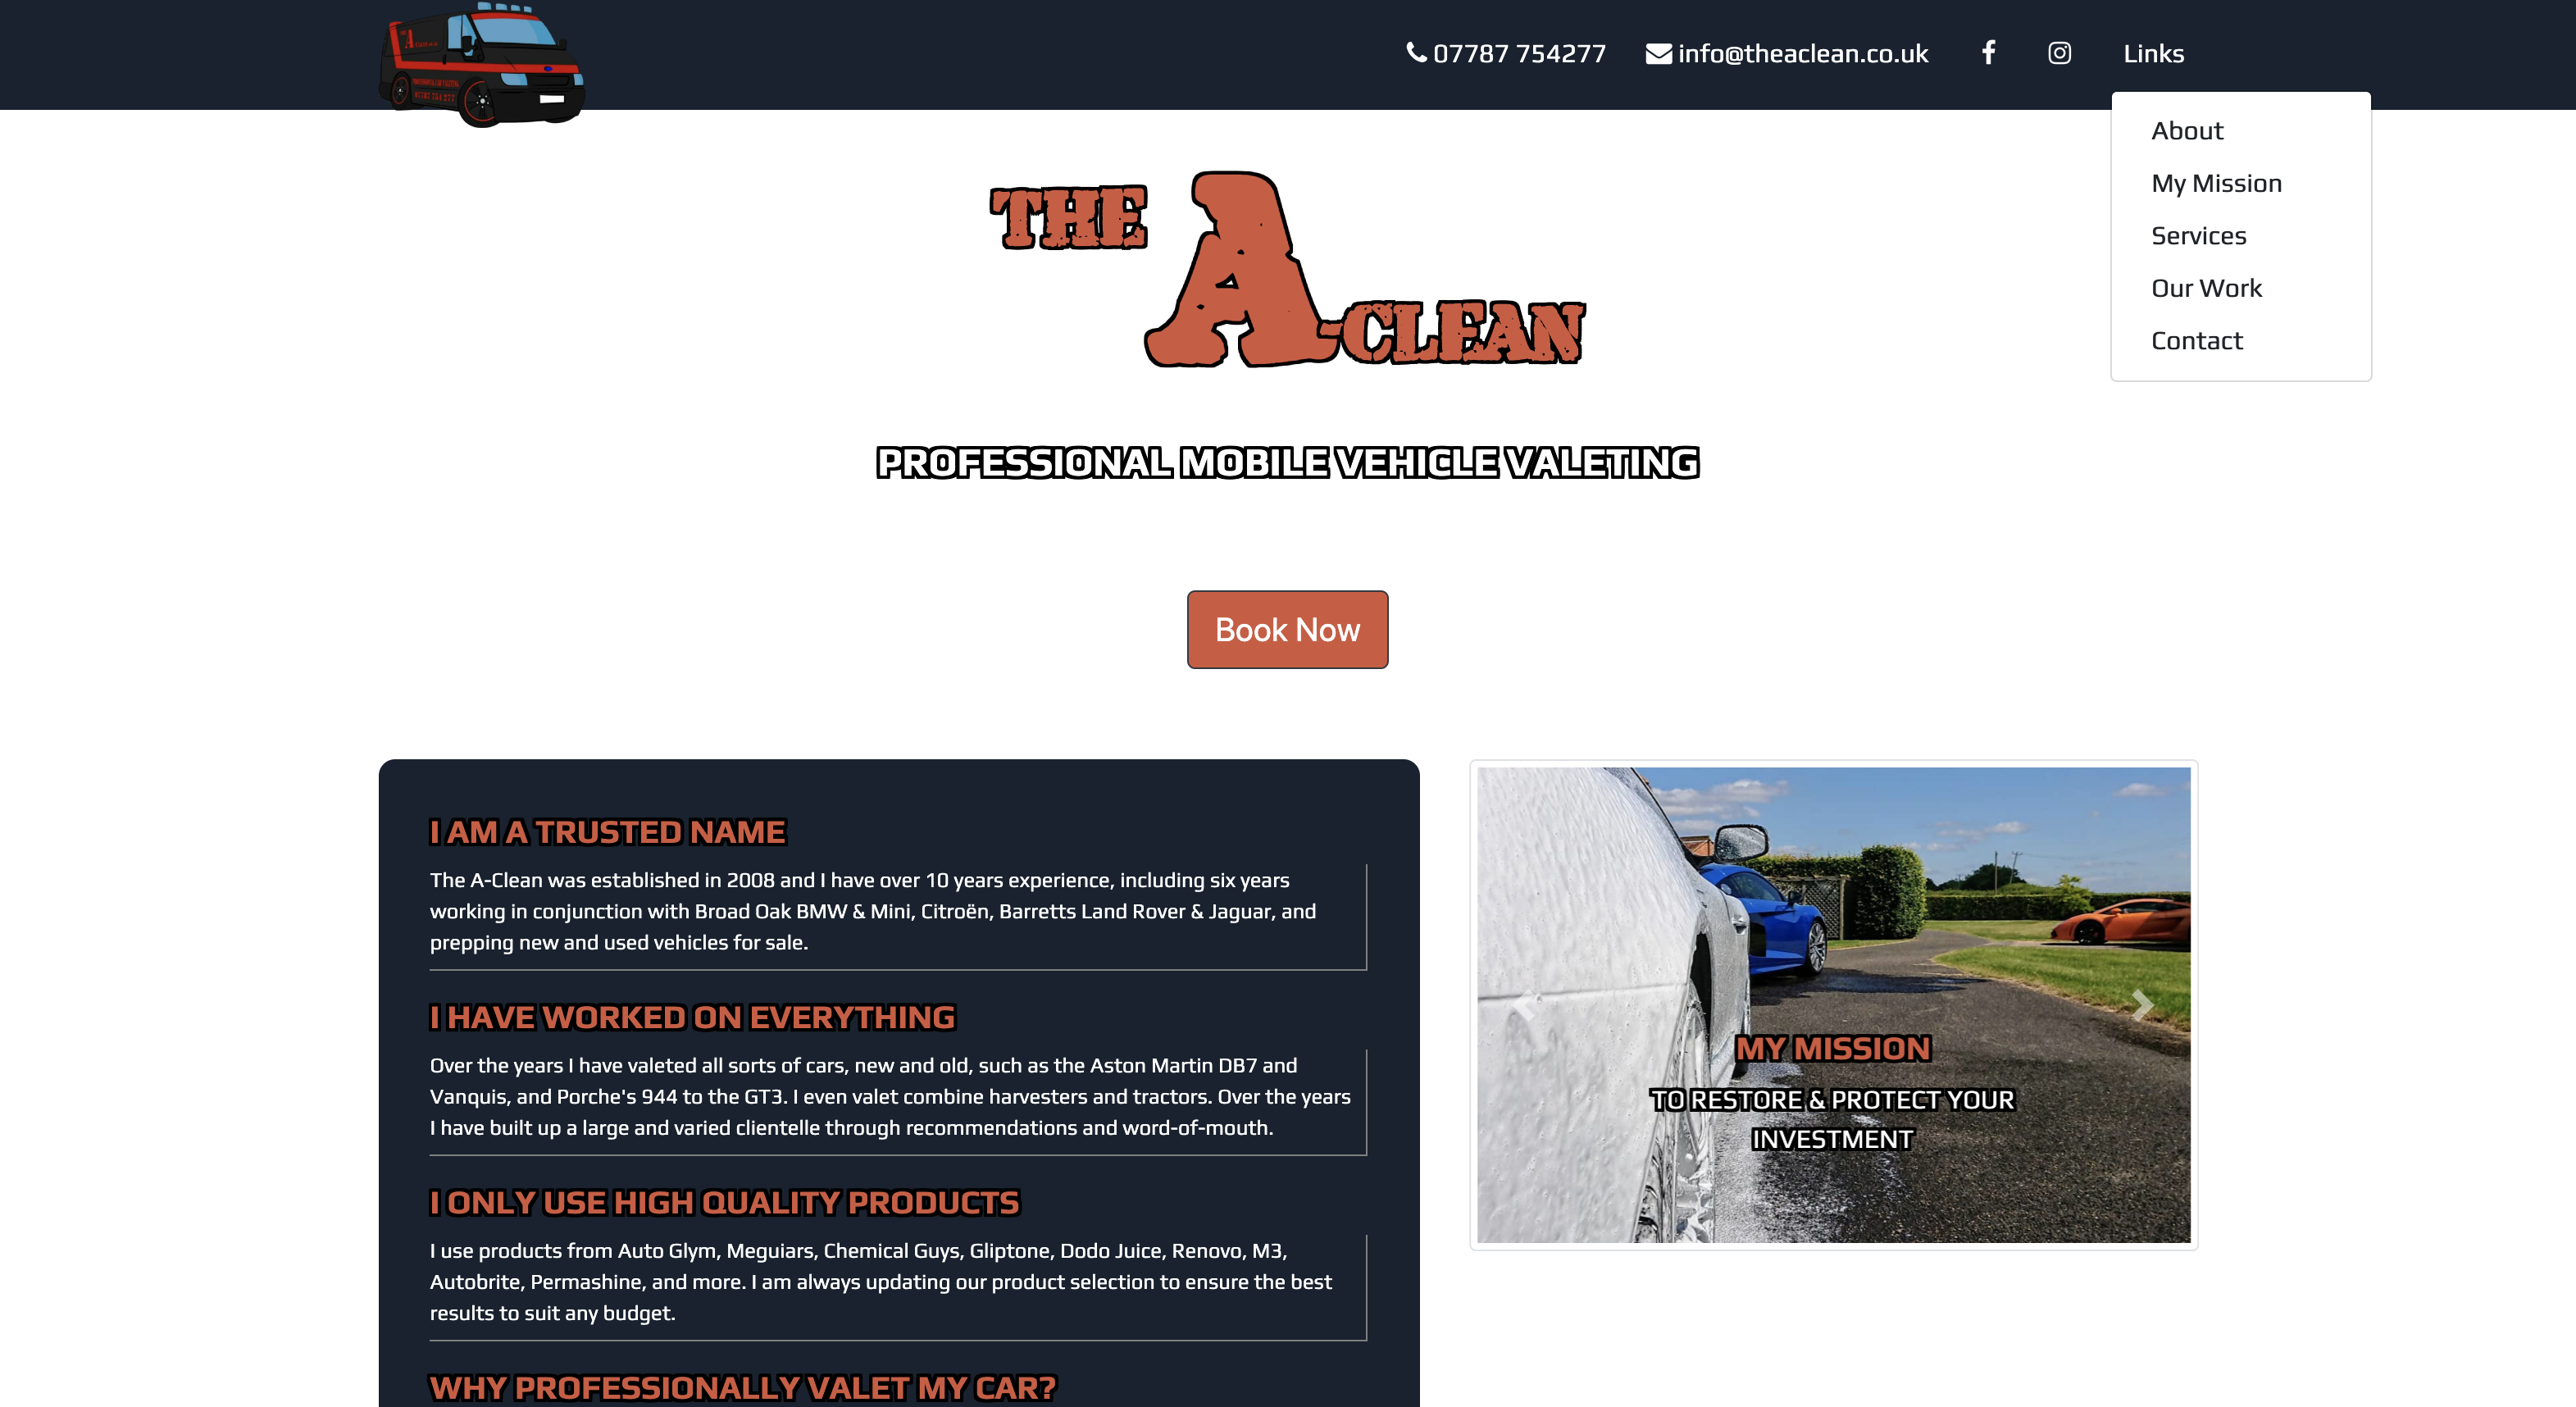 07787 754277 info@theaclean.co.uk Links
About
My Mission
Services
Our Work
Contact
THE A-CLEAN
PROFESSIONAL MOBILE VEHICLE VALETING
Book Now
I AM A TRUSTED NAME
The A-Clean was established in 2008 and I have over 10 years experience, including six years
working in conjunction with Broad Oak BMW & Mini, Citroën, Barretts Land Rover & Jaguar, and
prepping new and used vehicles for sale.
I HAVE WORKED ON EVERYTHING
Over the years I have valeted all sorts of cars, new and old, such as the Aston Martin DB7 and
Vanquis, and Porche's 944 to the GT3. I even valet combine harvesters and tractors. Over the years
I have built up a large and varied clientelle through recommendations and word-of-mouth.
I ONLY USE HIGH QUALITY PRODUCTS
I use products from Auto Glym, Meguiars, Chemical Guys, Gliptone, Dodo Juice, Renovo, M3,
Autobrite, Permashine, and more. I am always updating our product selection to ensure the best
results to suit any budget.
WHY PROFESSIONALLY VALET MY CAR?
MY MISSION
TO RESTORE & PROTECT YOUR
INVESTMENT